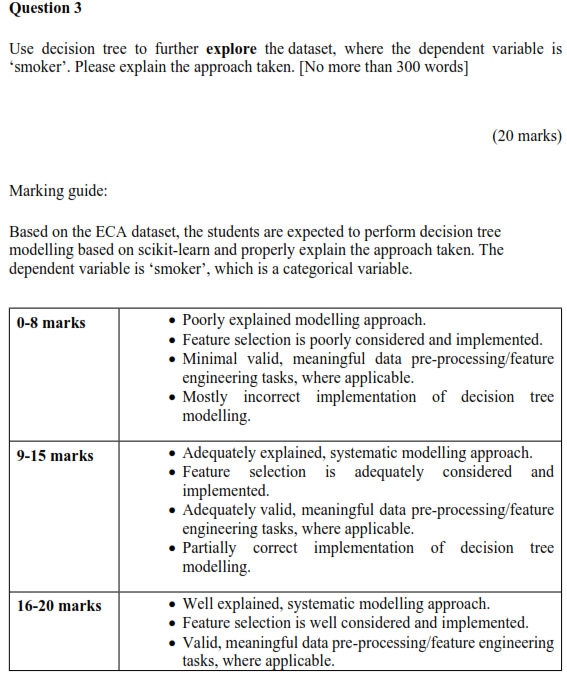 Question 3
Use decision tree to further explore the dataset, where the dependent variable is
‘smoker’. Please explain the approach taken. [No more than 300 words]
(20 marks)
Marking guide:
Based on the ECA dataset, the students are expected to perform decision tree
modelling based on scikit-learn and properly explain the approach taken. The
dependent variable is ‘smoker’, which is a categorical variable.
0-8 marks
• Poorly explained modelling approach.
• Feature selection is poorly considered and implemented.
• Minimal valid, meaningful data pre-processing/feature
engineering tasks, where applicable.
• Mostly incorrect implementation of decision tree
modelling.
9-15 marks
• Adequately explained, systematic modelling approach.
• Feature selection is adequately considered and
implemented.
• Adequately valid, meaningful data pre-processing/feature
engineering tasks, where applicable.
• Partially correct implementation of decision tree
modelling.
16-20 marks
• Well explained, systematic modelling approach.
• Feature selection is well considered and implemented.
• Valid, meaningful data pre-processing/feature engineering
tasks, where applicable.